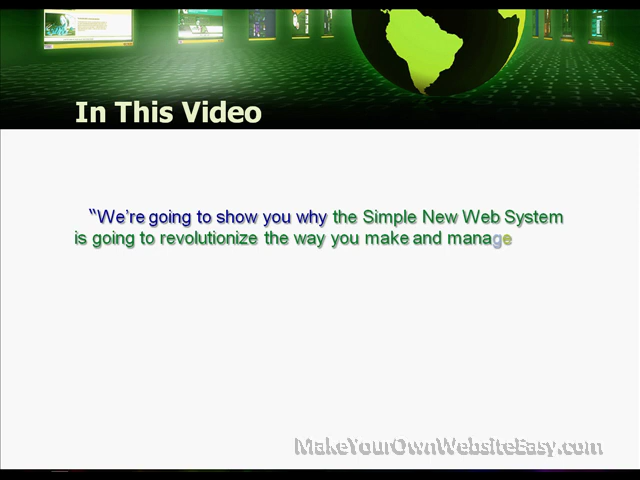 In This Video
"We're going to show you why the Simple New Web System
is going to revolutionize the way you make and manage
MakeYourOwnWebsiteEasy.com